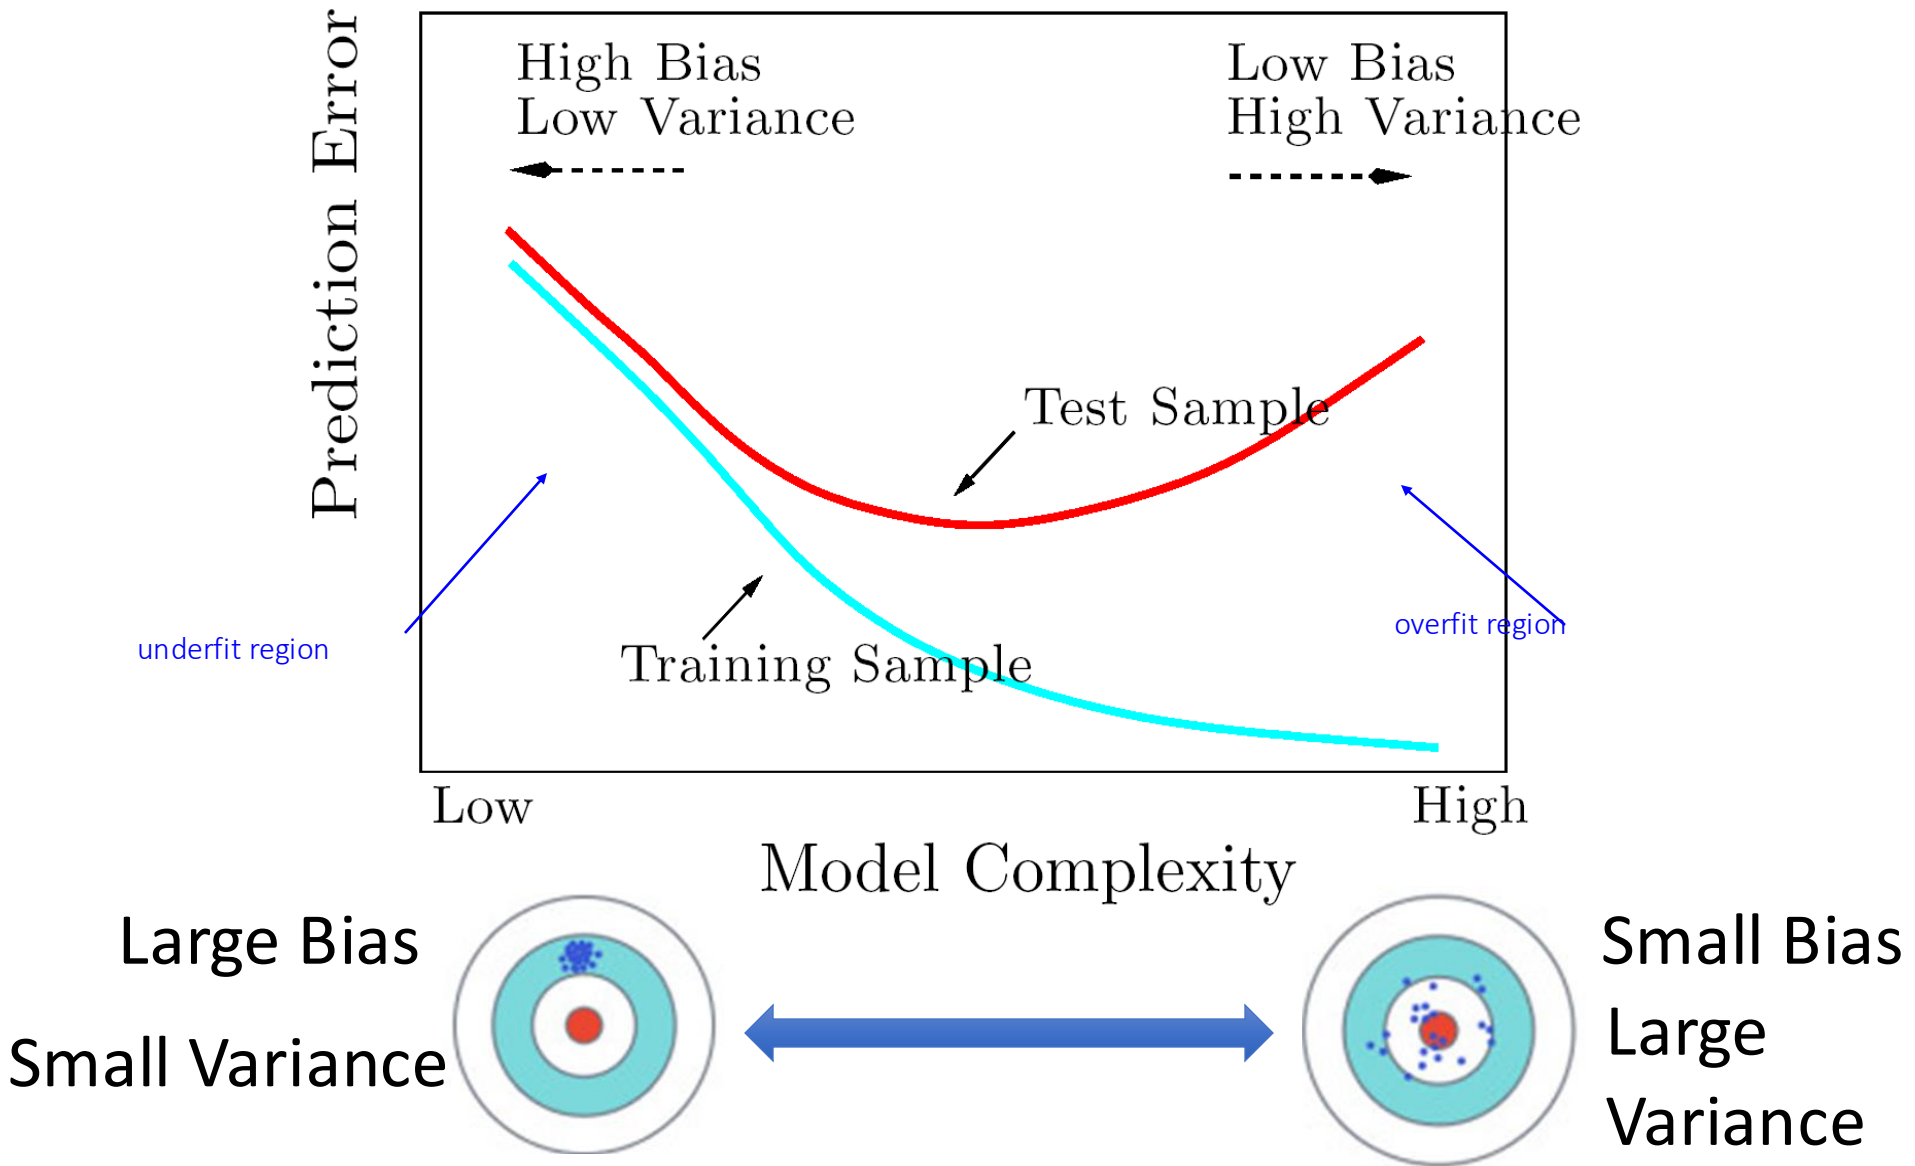 Prediction Error
High Bias
Low Variance
Low Bias
High Variance
Test Sample
Training Sample
underfit region
overfit region
Low
High
Model Complexity
Large Bias
Small Variance
Small Bias
Large
Variance